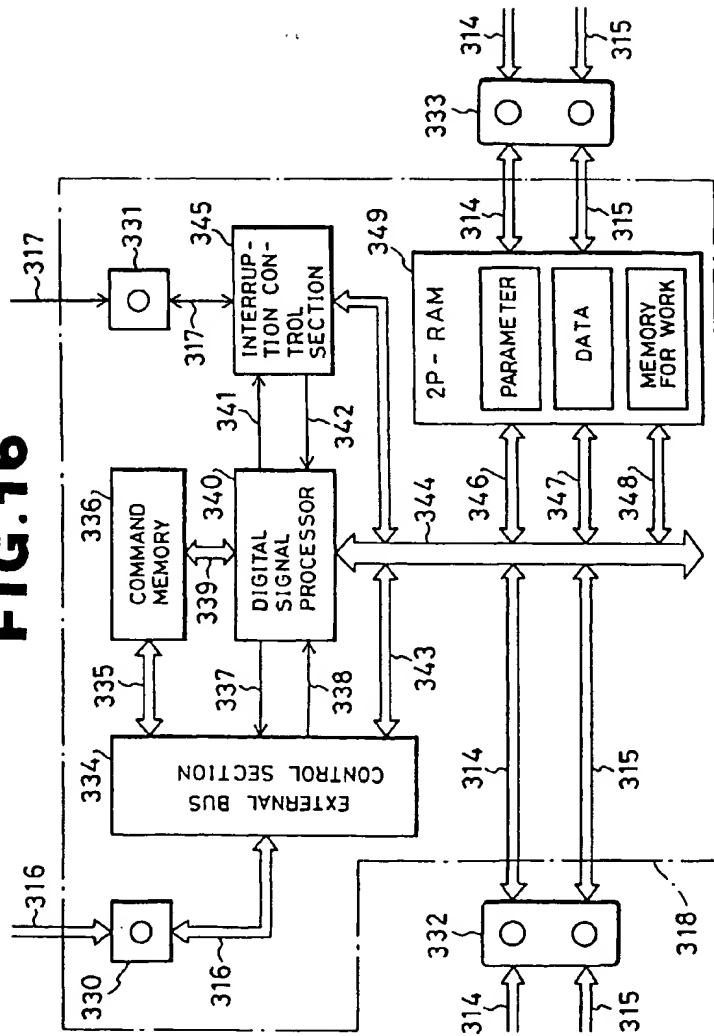 FIG.16
316
317
330
316
331
317
334
EXTERNAL BUS
CONTROL SECTION
335
336
COMMAND
MEMORY
339
337
338
340
DIGITAL
SIGNAL
PROCESSOR
341
342
345
INTERRUP-
TION CON-
TROL
SECTION
343
344
314
315
332
314
315
318
346
347
348
349
2P-RAM
PARAMETER
DATA
MEMORY
FOR WORK
314
315
333
314
315